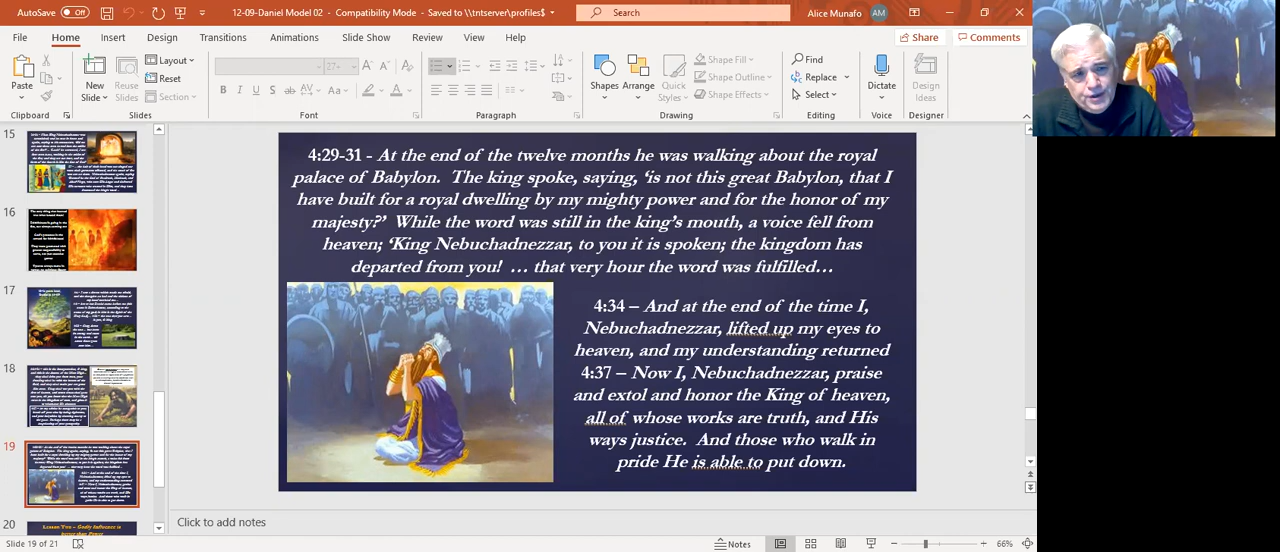 AutoSave Off 12-09-Daniel Model 02 - Compatibility Mode - Saved to \\tntserver\profiles$ Search Alice Munafo AM
File Home Insert Design Transitions Animations Slide Show Review View Help Share Comments
Paste New Slide Reuse Slides Layout Reset Section 27+ Shapes Arrange Quick Styles Shape Fill Shape Outline Shape Effects Find Replace Select Dictate Design Ideas
Clipboard Slides Font Paragraph Drawing Editing Voice Designer
15
16
17
18
19
20
4:29-31 - At the end of the twelve months he was walking about the royal
palace of Babylon. The king spoke, saying, 'is not this great Babylon, that I
have built for a royal dwelling by my mighty power and for the honor of my
majesty?' While the word was still in the king's mouth, a voice fell from
heaven; 'King Nebuchadnezzar, to you it is spoken; the kingdom has
departed from you! … that very hour the word was fulfilled…
4:34 – And at the end of the time I,
Nebuchadnezzar, lifted up my eyes to
heaven, and my understanding returned
4:37 – Now I, Nebuchadnezzar, praise
and extol and honor the King of heaven,
all of whose works the truth, and His
ways justice. And those who walk in
pride He is able to put down.
Lesson Two – Godly Influence is
better than Power
Click to add notes
Slide 19 of 21 Notes 66%